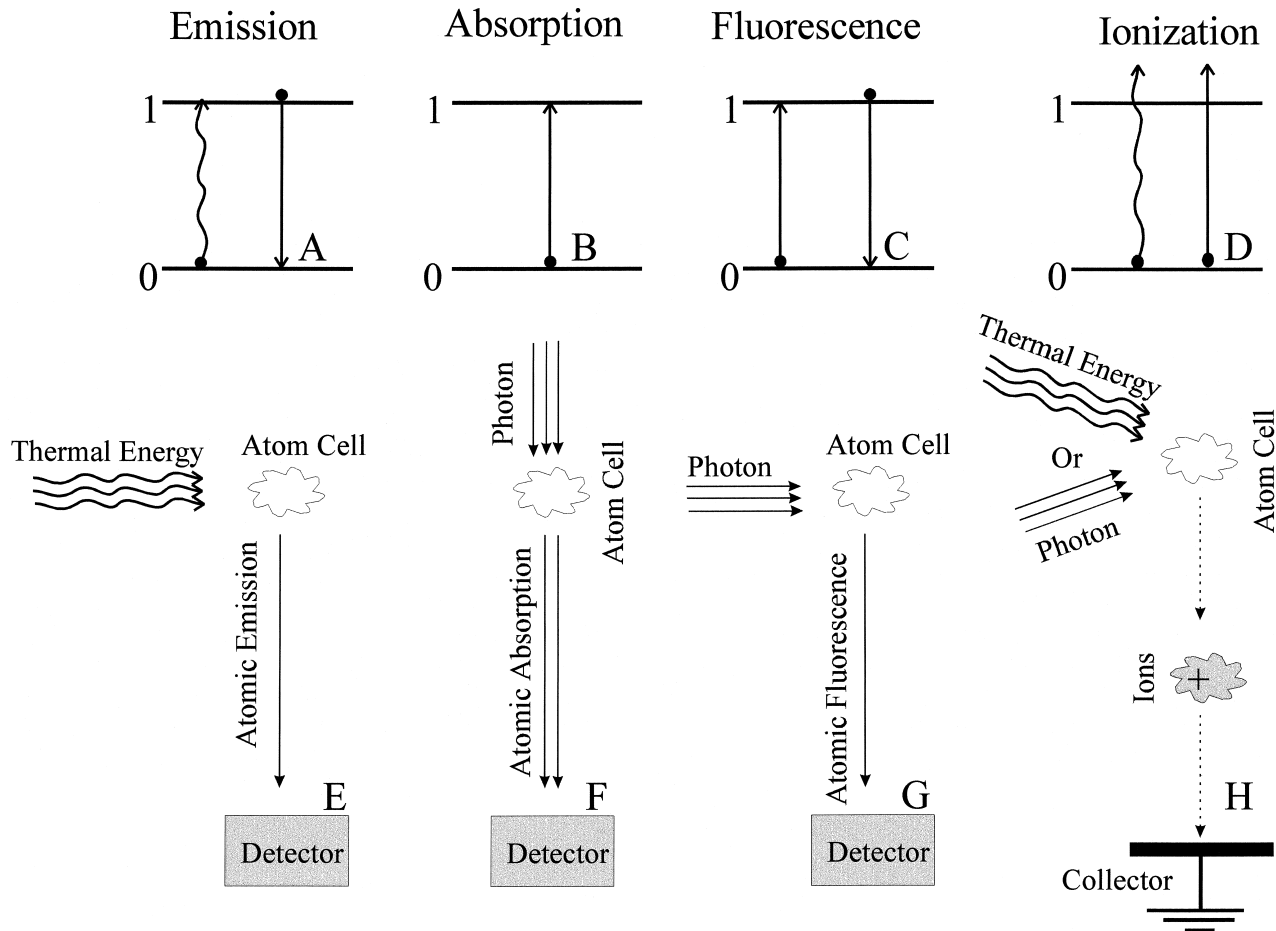 Emission
Absorption
Fluorescence
Ionization
1
1
1
1
A
B
C
D
0
0
0
0
Thermal Energy
Atom Cell
Atomic Emission
E
Detector
Photon
Atom Cell
Atomic Absorption
F
Detector
Photon
Atom Cell
Atomic Fluorescence
G
Detector
Thermal Energy
Or
Photon
Atom Cell
Ions
+
H
Collector